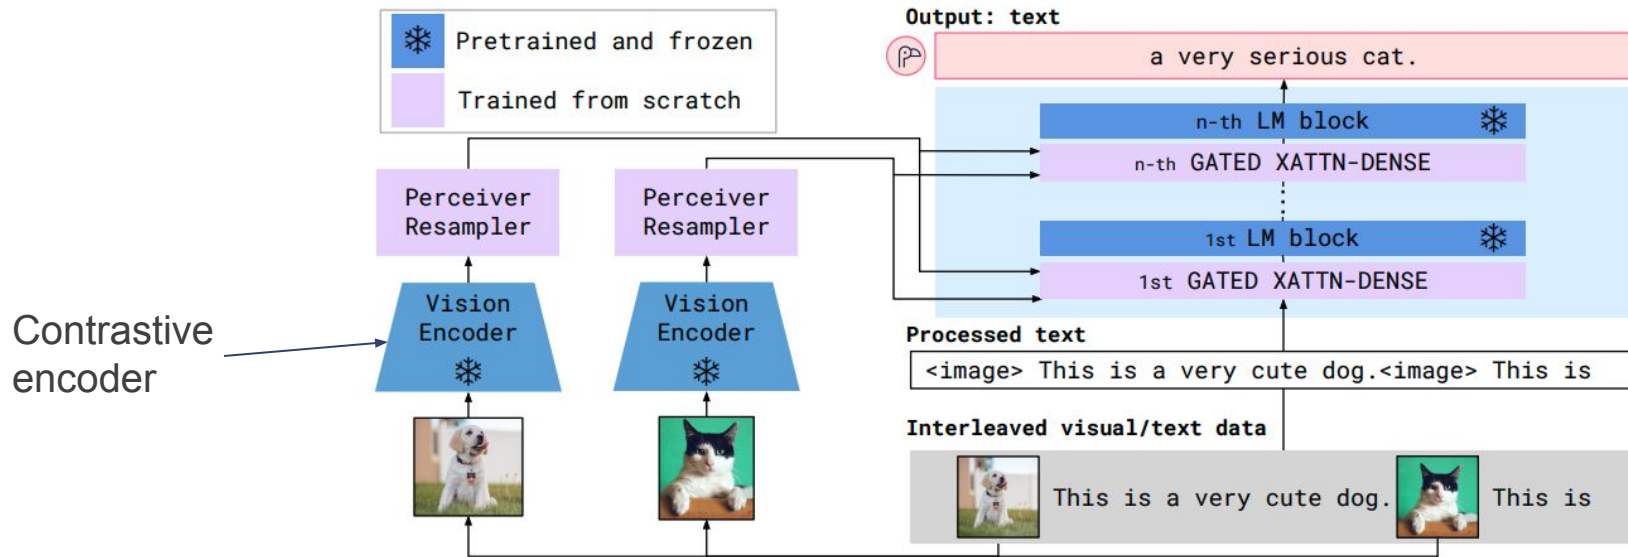 Output: text
Pretrained and frozen
a very serious cat.
Trained from scratch
n-th LM block
n-th GATED XATTN-DENSE
Perceiver
Resampler
Perceiver
Resampler
1st LM block
1st GATED XATTN-DENSE
Vision
Encoder
Vision
Encoder
Contrastive
encoder
Processed text
<image> This is a very cute dog.<image> This is
Interleaved visual/text data
This is a very cute dog.
This is